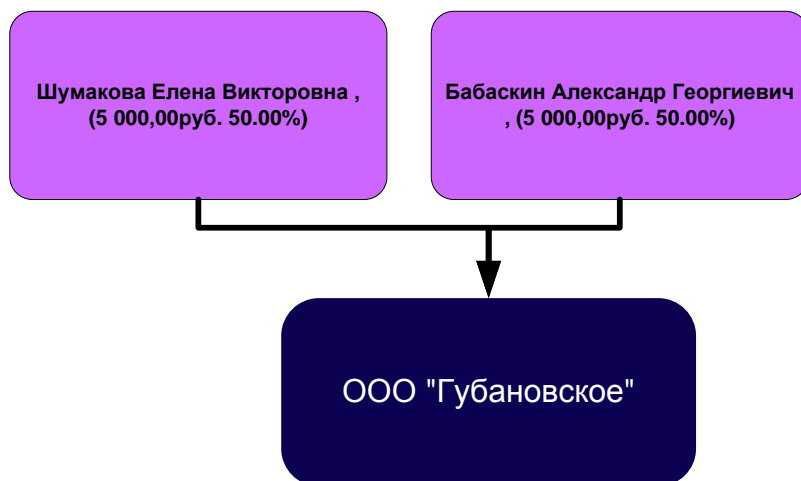 Шумакова Елена Викторовна ,
(5 000,00руб. 50.00%)
Бабаскин Александр Георгиевич
, (5 000,00руб. 50.00%)
ООО "Губановское"